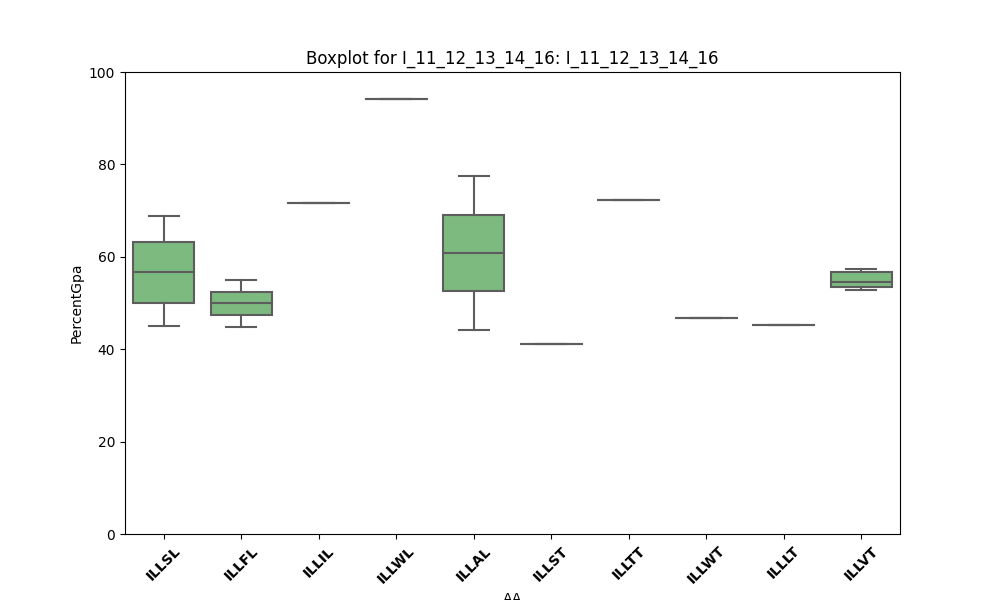 Boxplot for I_11_12_13_14_16: I_11_12_13_14_16
100
80
60
40
20
0
PercentGpa
ILLSL
ILLFL
ILLIL
ILLWL
ILLAL
ILLST
ILLTT
ILLWT
ILLLT
ILLVT
AA